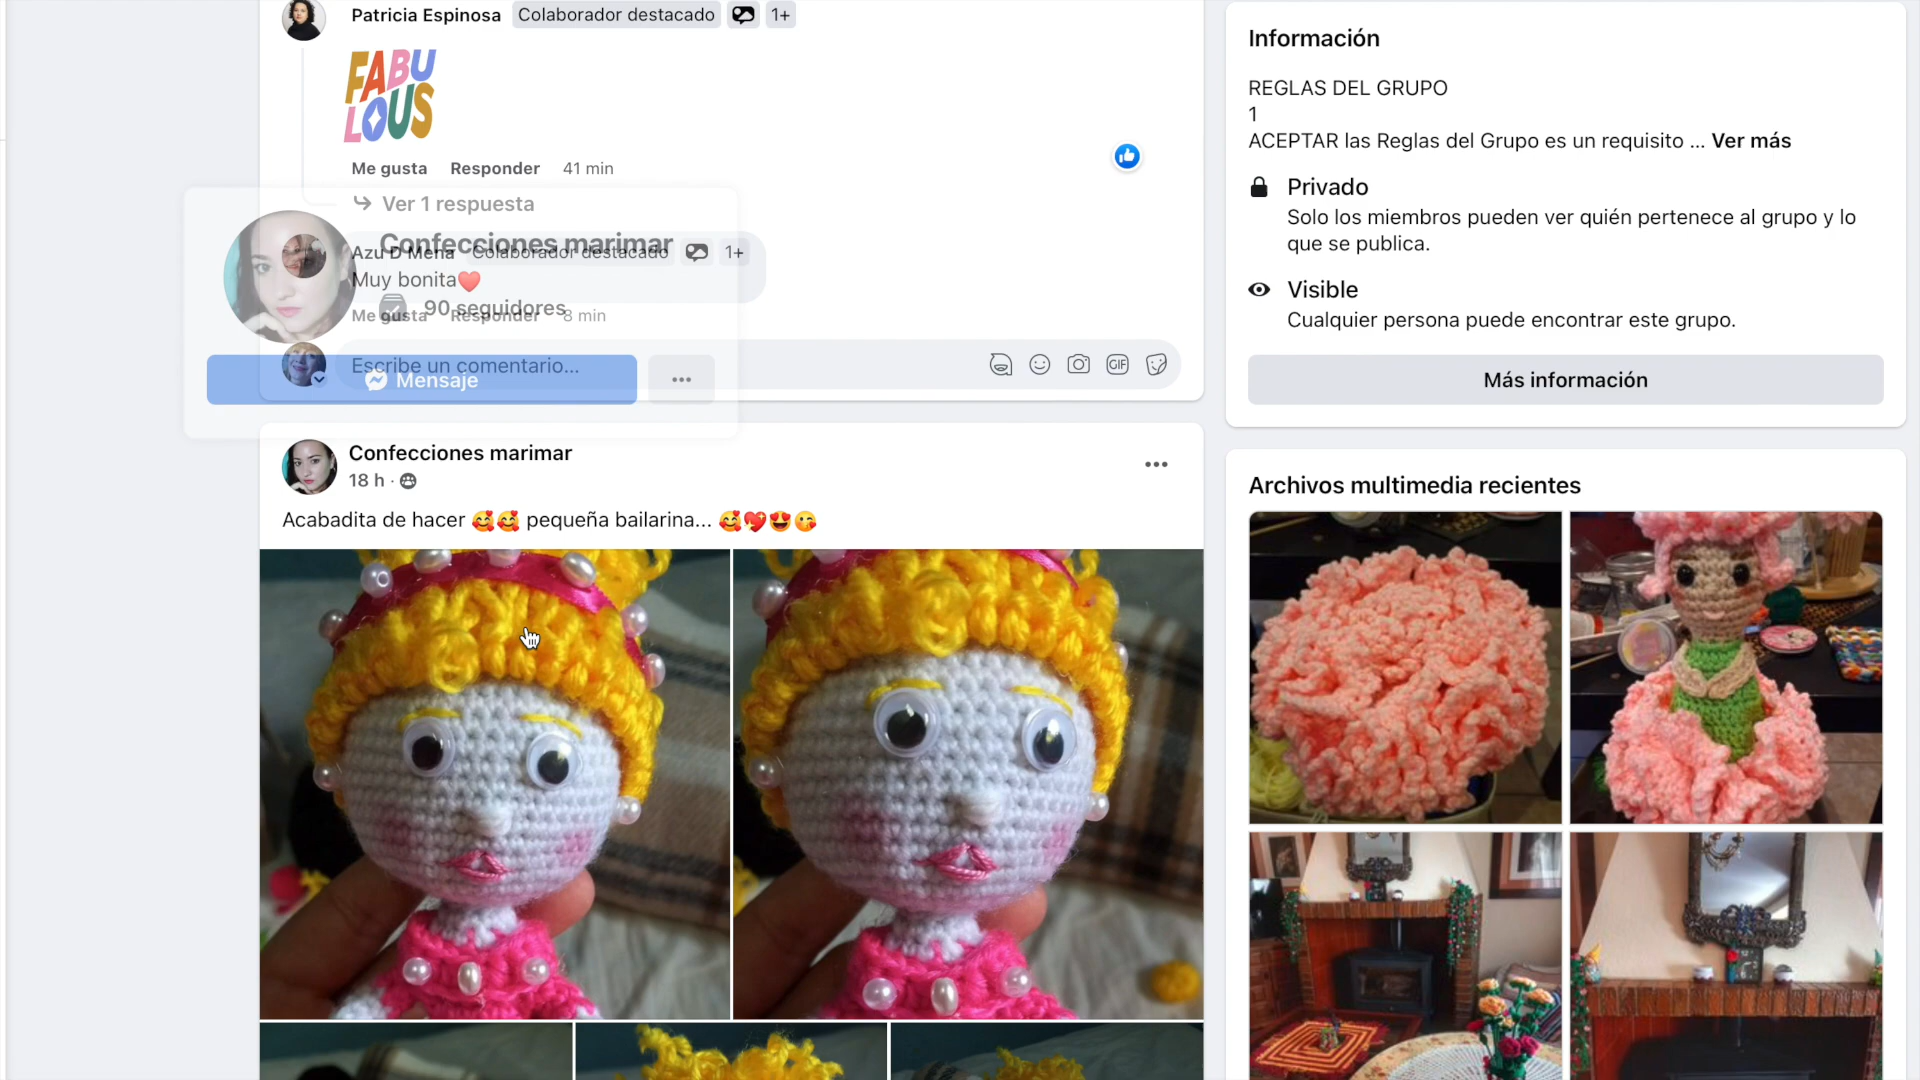 Patricia Espinosa Colaborador destacado 1+
FABU
LOUS
Me gusta Responder 41 min
Ver 1 respuesta
Confecciones marimar
Azu D Mena Colaborador destacado 1+
Muy bonita❤️
90 seguidores
Me gusta Responder 8 min
Escribe un comentario...
GIF
Mensaje
Confecciones marimar
18 h ·
Acabadita de hacer 🥰🥰 pequeña bailarina... 🥰💖😍😘
Información
REGLAS DEL GRUPO
1
ACEPTAR las Reglas del Grupo es un requisito ... Ver más
Privado
Solo los miembros pueden ver quién pertenece al grupo y lo
que se publica.
Visible
Cualquier persona puede encontrar este grupo.
Más información
Archivos multimedia recientes